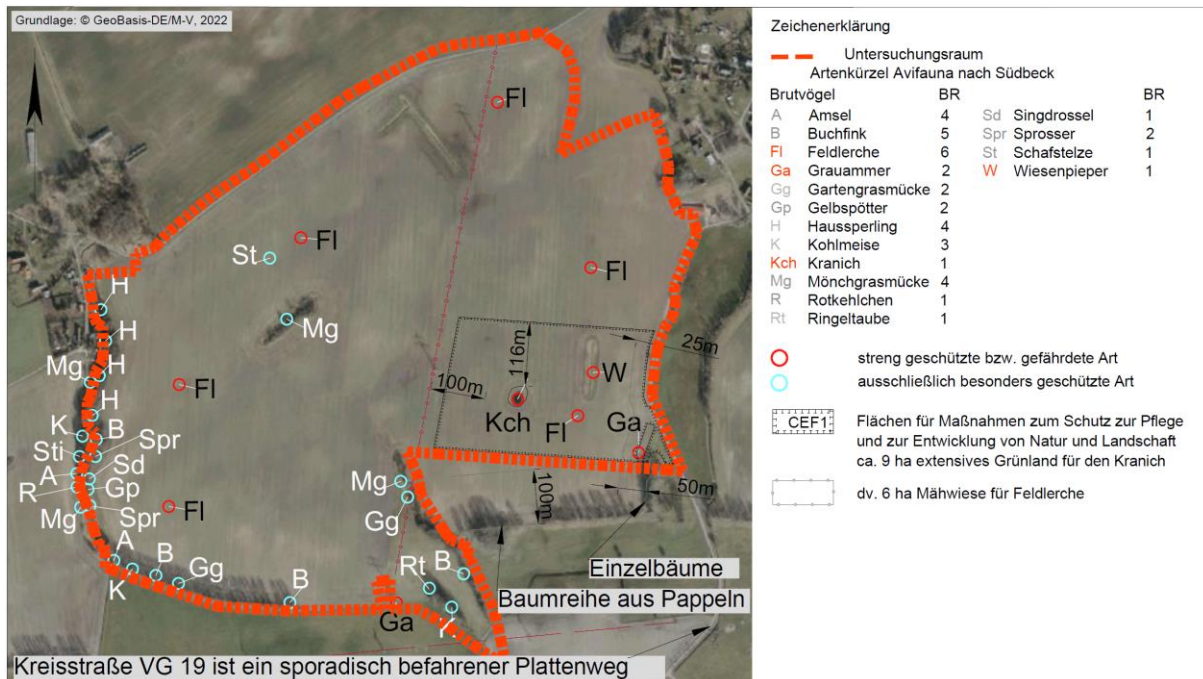 Grundlage: © GeoBasis-DE/M-V, 2022
Fl
Fl
St
Fl
Mg
H
H
H
Mg
Fl
H
K
B
Sti
Spr
A
Sd
R
Gp
Mg
Spr
Fl
A
K
B
Gg
B
116m
25m
100m
W
Kch
Fl
Ga
Mg
Gg
100m
50m
Rt
B
Ga
Einzelbäume
Baumreihe aus Pappeln
Kreisstraße VG 19 ist ein sporadisch befahrener Plattenweg
Zeichenerklärung
Untersuchungsraum
Artenkürzel Avifauna nach Südbeck
Brutvögel BR BR
A Amsel 4 Sd Singdrossel 1
B Buchfink 5 Spr Sprosser 2
Fl Feldlerche 6 St Schafstelze 1
Ga Grauammer 2 W Wiesenpieper 1
Gg Gartengrasmücke 2
Gp Gelbspötter 2
H Haussperling 4
K Kohlmeise 3
Kch Kranich 1
Mg Mönchgrasmücke 4
R Rotkehlchen 1
Rt Ringeltaube 1
streng geschützte bzw. gefährdete Art
ausschließlich besonders geschützte Art
CEF1 Flächen für Maßnahmen zum Schutz zur Pflege
und zur Entwicklung von Natur und Landschaft
ca. 9 ha extensives Grünland für den Kranich
dv. 6 ha Mähwiese für Feldlerche